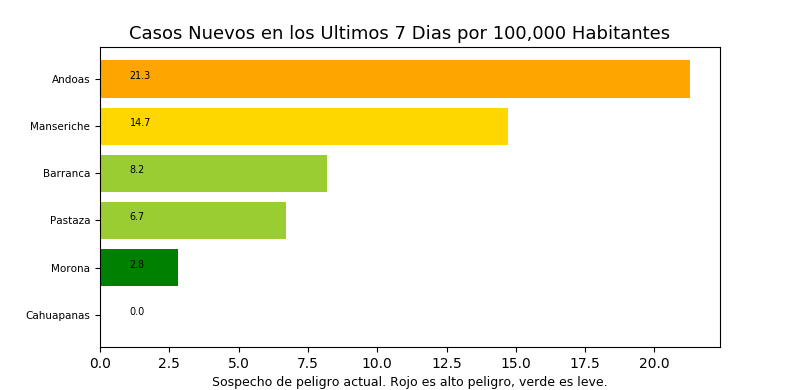 Casos Nuevos en los Ultimos 7 Dias por 100,000 Habitantes
Andoas 21.3
Manseriche 14.7
Barranca 8.2
Pastaza 6.7
Morona 2.8
Cahuapanas 0.0
0.0 2.5 5.0 7.5 10.0 12.5 15.0 17.5 20.0
Sospecho de peligro actual. Rojo es alto peligro, verde es leve.